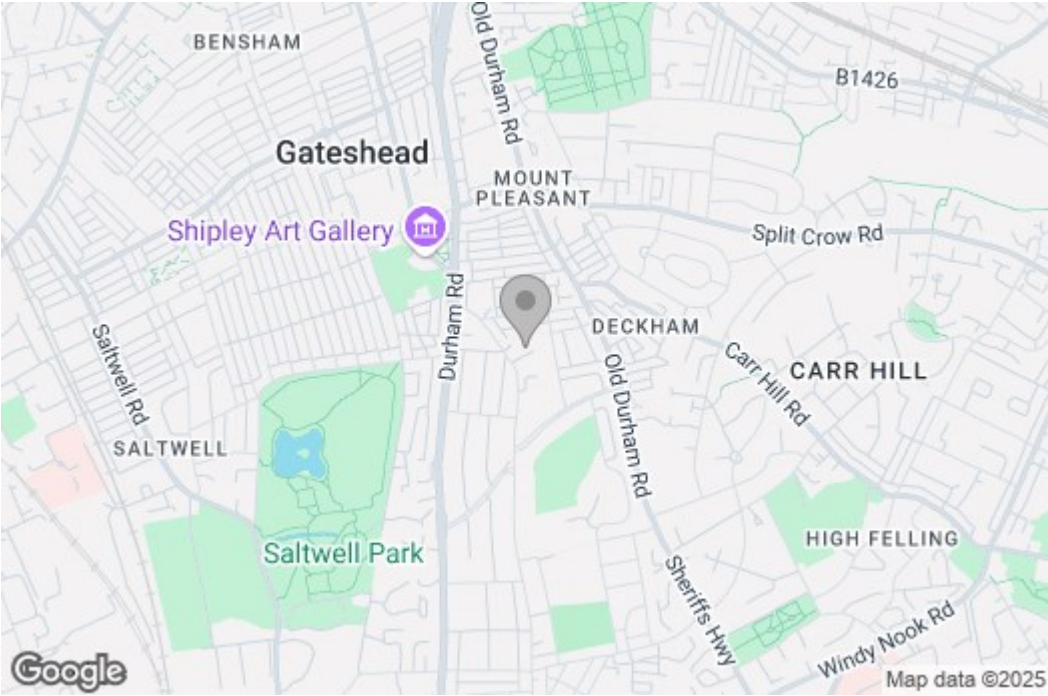 BENSHAM
Old Durham Rd
B1426
Gateshead
MOUNT
PLEASANT
Shipley Art Gallery
Split Crow Rd
Durham Rd
DECKHAM
Saltwell Rd
Old Durham Rd
Carr Hill Rd
CARR HILL
SALTWELL
HIGH FELLING
Saltwell Park
Sheriffs Hwy
Windy Nook Rd
Google
Map data ©2025